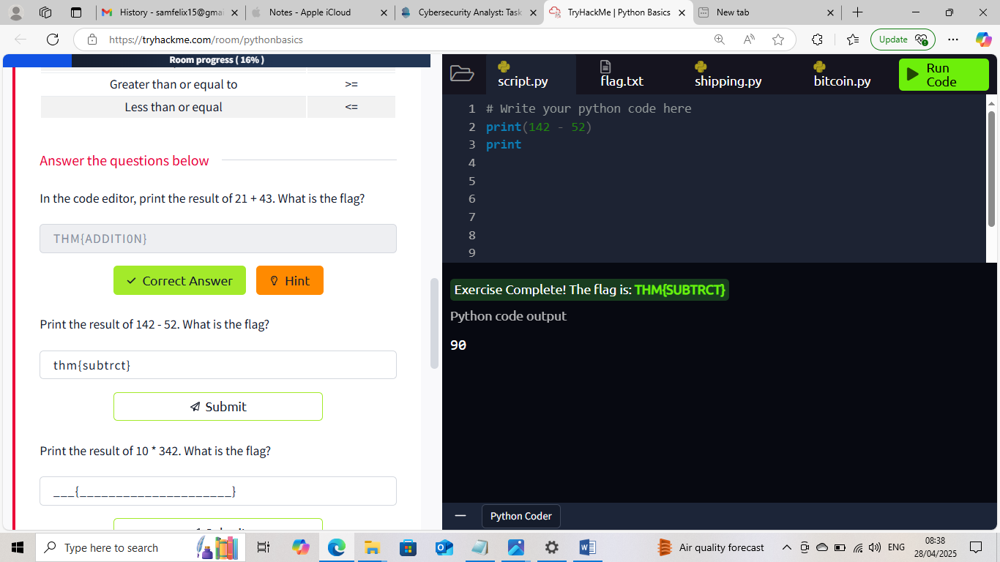 History - samfelix15@gmai
Notes - Apple iCloud
Cybersecurity Analyst: Task
TryHackMe | Python Basics
New tab
https://tryhackme.com/room/pythonbasics
Update
Room progress ( 16% )
Greater than or equal to >=
Less than or equal <=
Answer the questions below
In the code editor, print the result of 21 + 43. What is the flag?
THM{ADDITI0N}
Correct Answer
Hint
Print the result of 142 - 52. What is the flag?
thm{subtrct}
Submit
Print the result of 10 * 342. What is the flag?
___{_____________________}
script.py
flag.txt
shipping.py
bitcoin.py
Run
Code
1 # Write your python code here
2 print(142 - 52)
3 print
4
5
6
7
8
9
Exercise Complete! The flag is: THM{SUBTRCT}
Python code output
90
Python Coder
Type here to search
Air quality forecast
ENG
08:38
28/04/2025